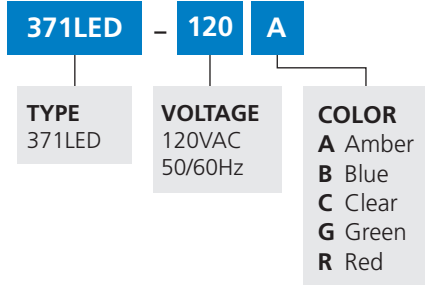 371LED – 120 A
TYPE
371LED
VOLTAGE
120VAC
50/60Hz
COLOR
A Amber
B Blue
C Clear
G Green
R Red